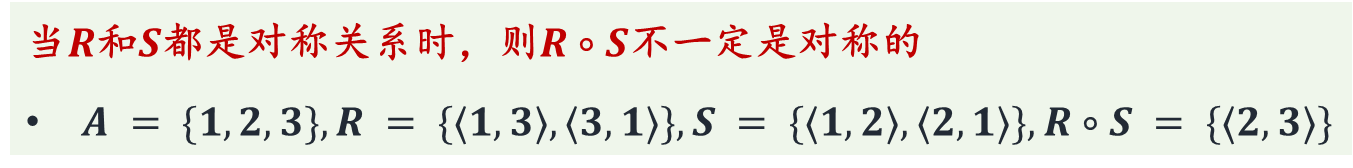 当R和S都是对称关系时，则R∘S不一定是对称的
• A = {1,2,3},R = {⟨1,3⟩,⟨3,1⟩},S = {⟨1,2⟩,⟨2,1⟩},R∘S = {⟨2,3⟩}